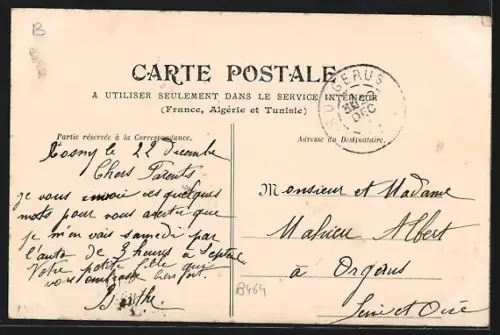 B
CARTE POSTALE
A UTILISER SEULEMENT DANS LE SERVICE INTÉRIEUR
(France, Algérie et Tunisie)
ORGERUS
22
DEC
Partie réservée à la Correspondance.
Adresse du Destinataire.
Rosny le 22 Décembre
Chers Parents
je vous envoie ces quelques
mots pour vous avertir que
je m'en vais samedi par
l'auto de 3 heures à Septeuil
Votre petite fille qui
vous embrasse bien fort.
Berthe
Monsieur et Madame
Mahieu Albert
à Orgerus
Seine et Oise
B464